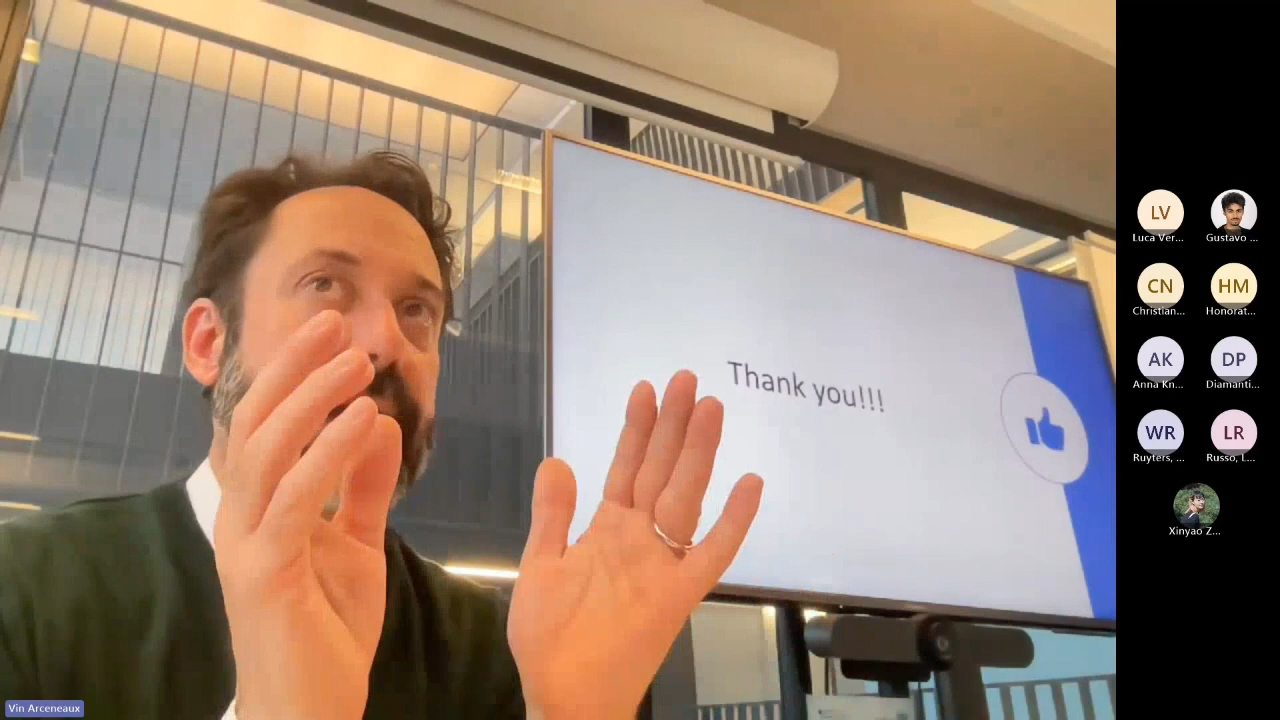 Thank you!!!
LV
Luca Ver...
Gustavo ...
CN
Christian...
HM
Honorat...
AK
Anna Kn...
DP
Diamanti...
WR
Ruyters, ...
LR
Russo, L...
Xinyao Z...
Vin Arceneaux